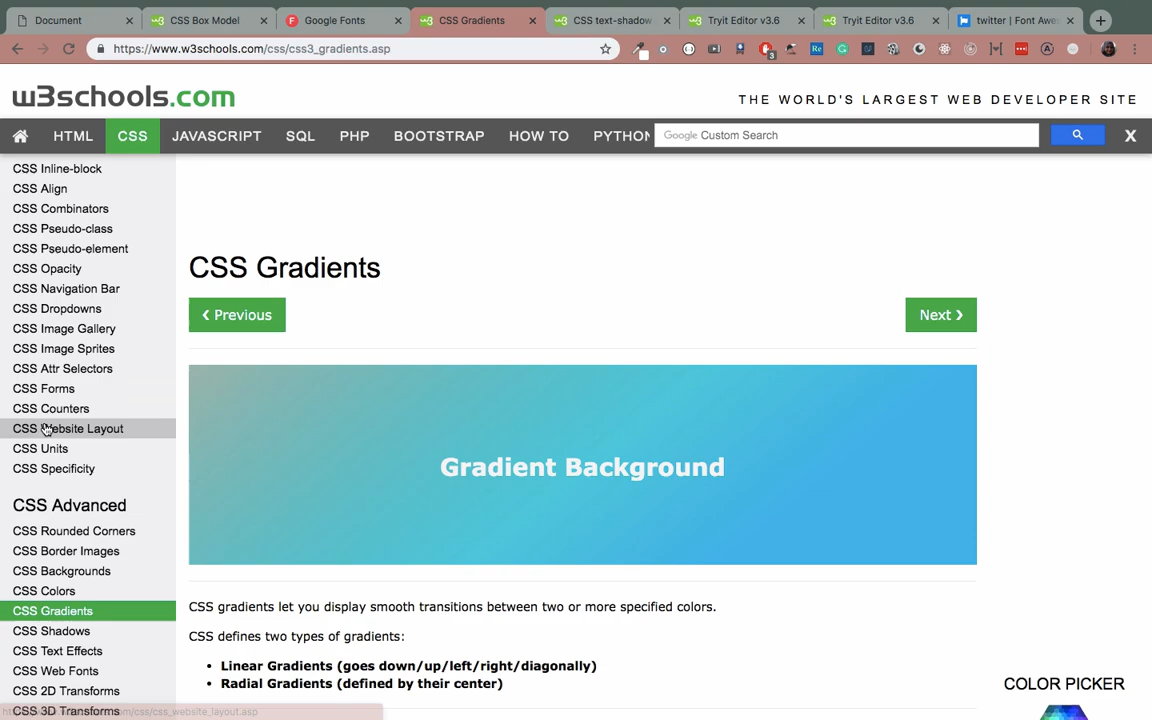 Document
CSS Box Model
Google Fonts
CSS Gradients
CSS text-shadow
Tryit Editor v3.6
Tryit Editor v3.6
twitter | Font Awe
https://www.w3schools.com/css/css3_gradients.asp
3
w3schools.com
THE WORLD'S LARGEST WEB DEVELOPER SITE
HTML
CSS
JAVASCRIPT
SQL
PHP
BOOTSTRAP
HOW TO
PYTHON
Google Custom Search
X
CSS Inline-block
CSS Align
CSS Combinators
CSS Pseudo-class
CSS Pseudo-element
CSS Opacity
CSS Navigation Bar
CSS Dropdowns
CSS Image Gallery
CSS Image Sprites
CSS Attr Selectors
CSS Forms
CSS Counters
CSS Website Layout
CSS Units
CSS Specificity
CSS Advanced
CSS Rounded Corners
CSS Border Images
CSS Backgrounds
CSS Colors
CSS Gradients
CSS Shadows
CSS Text Effects
CSS Web Fonts
CSS 2D Transforms
CSS 3D Transforms
CSS Gradients
❮ Previous
Next ❯
Gradient Background
CSS gradients let you display smooth transitions between two or more specified colors.
CSS defines two types of gradients:
• Linear Gradients (goes down/up/left/right/diagonally)
• Radial Gradients (defined by their center)
COLOR PICKER